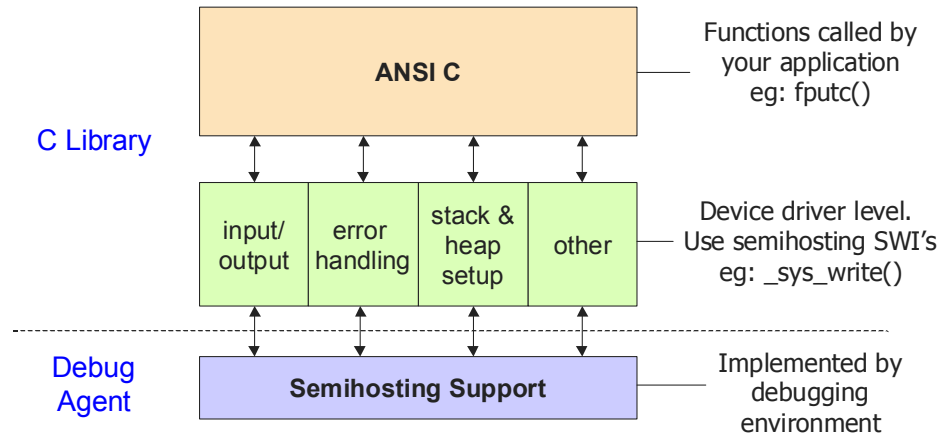 ANSI C
Functions called by
your application
eg: fputc()
C Library
input/
output
error
handling
stack &
heap
setup
other
Device driver level.
Use semihosting SWI's
eg: _sys_write()
Debug
Agent
Semihosting Support
Implemented by
debugging
environment